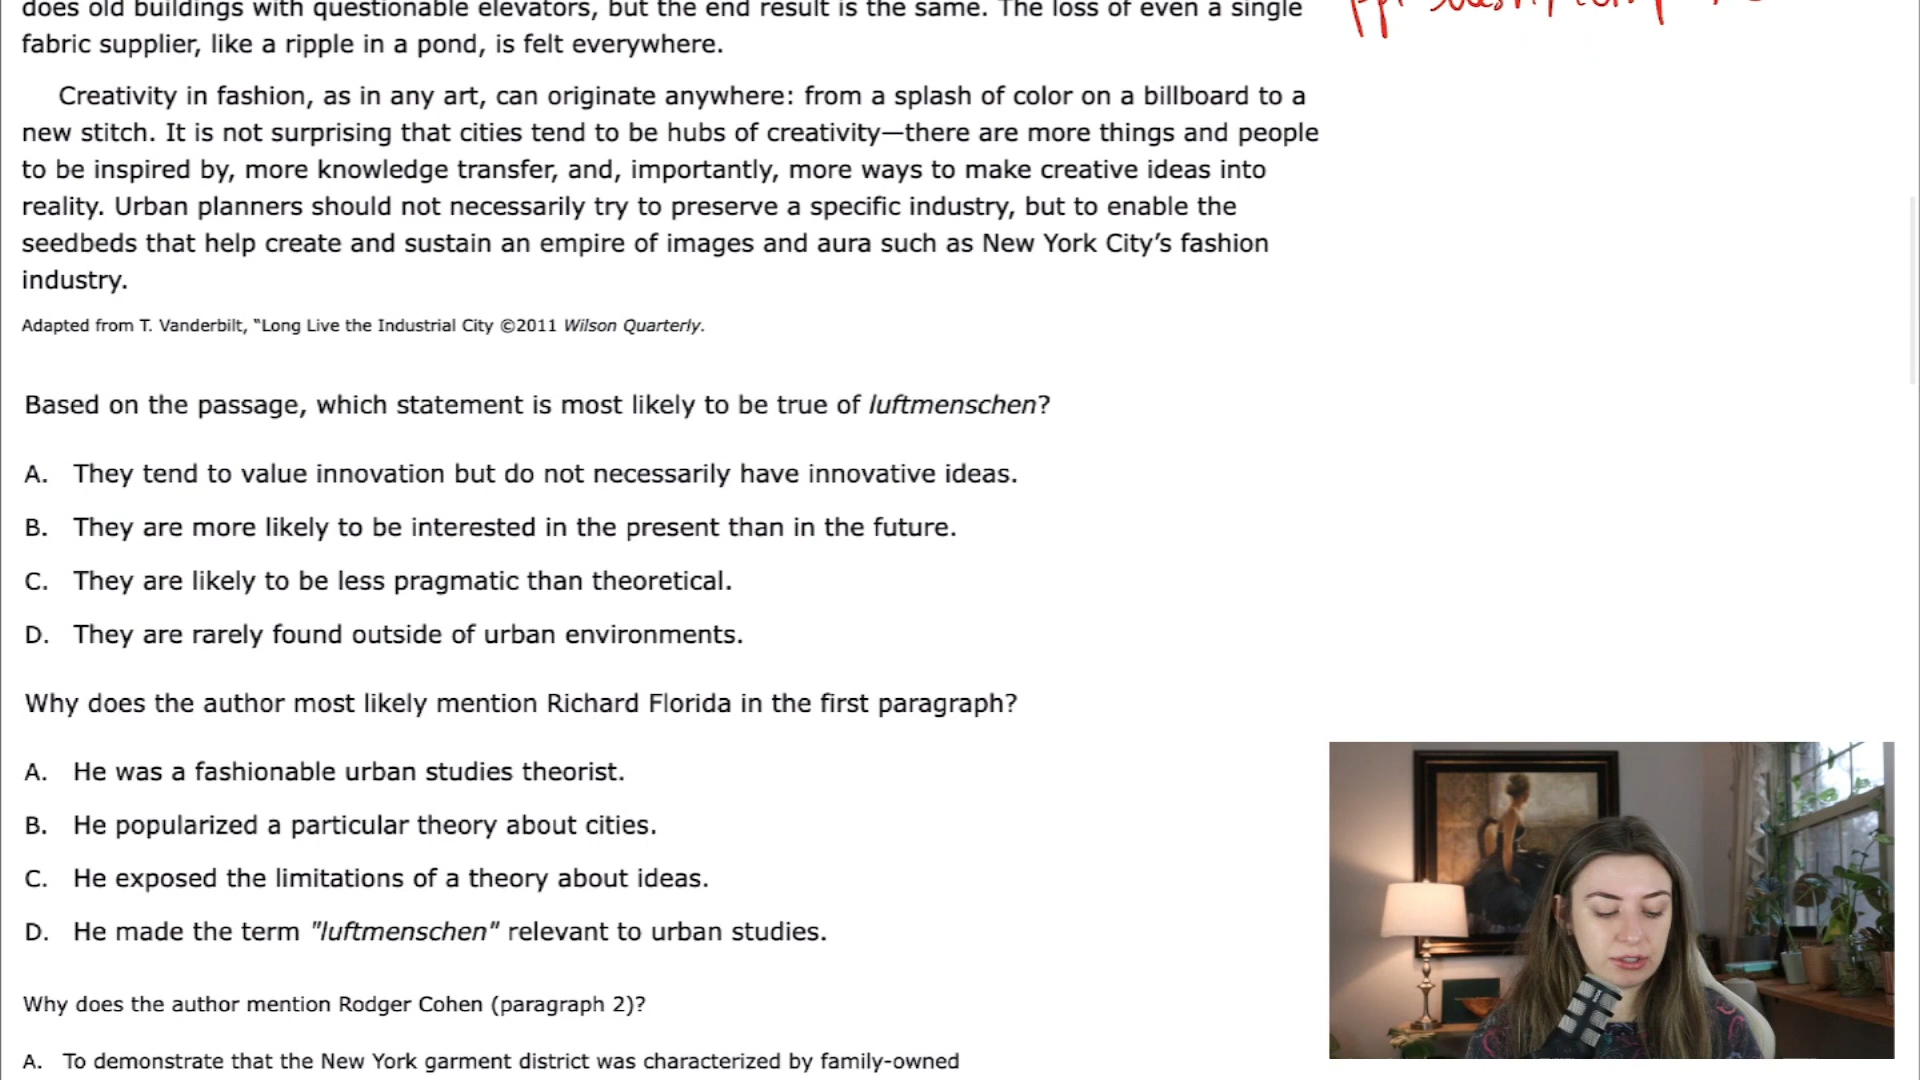 does old buildings with questionable elevators, but the end result is the same. The loss of even a single
fabric supplier, like a ripple in a pond, is felt everywhere.
Creativity in fashion, as in any art, can originate anywhere: from a splash of color on a billboard to a
new stitch. It is not surprising that cities tend to be hubs of creativity—there are more things and people
to be inspired by, more knowledge transfer, and, importantly, more ways to make creative ideas into
reality. Urban planners should not necessarily try to preserve a specific industry, but to enable the
seedbeds that help create and sustain an empire of images and aura such as New York City’s fashion
industry.
Adapted from T. Vanderbilt, “Long Live the Industrial City ©2011 Wilson Quarterly.
Based on the passage, which statement is most likely to be true of luftmenschen?
A. They tend to value innovation but do not necessarily have innovative ideas.
B. They are more likely to be interested in the present than in the future.
C. They are likely to be less pragmatic than theoretical.
D. They are rarely found outside of urban environments.
Why does the author most likely mention Richard Florida in the first paragraph?
A. He was a fashionable urban studies theorist.
B. He popularized a particular theory about cities.
C. He exposed the limitations of a theory about ideas.
D. He made the term "luftmenschen" relevant to urban studies.
Why does the author mention Rodger Cohen (paragraph 2)?
A. To demonstrate that the New York garment district was characterized by family-owned